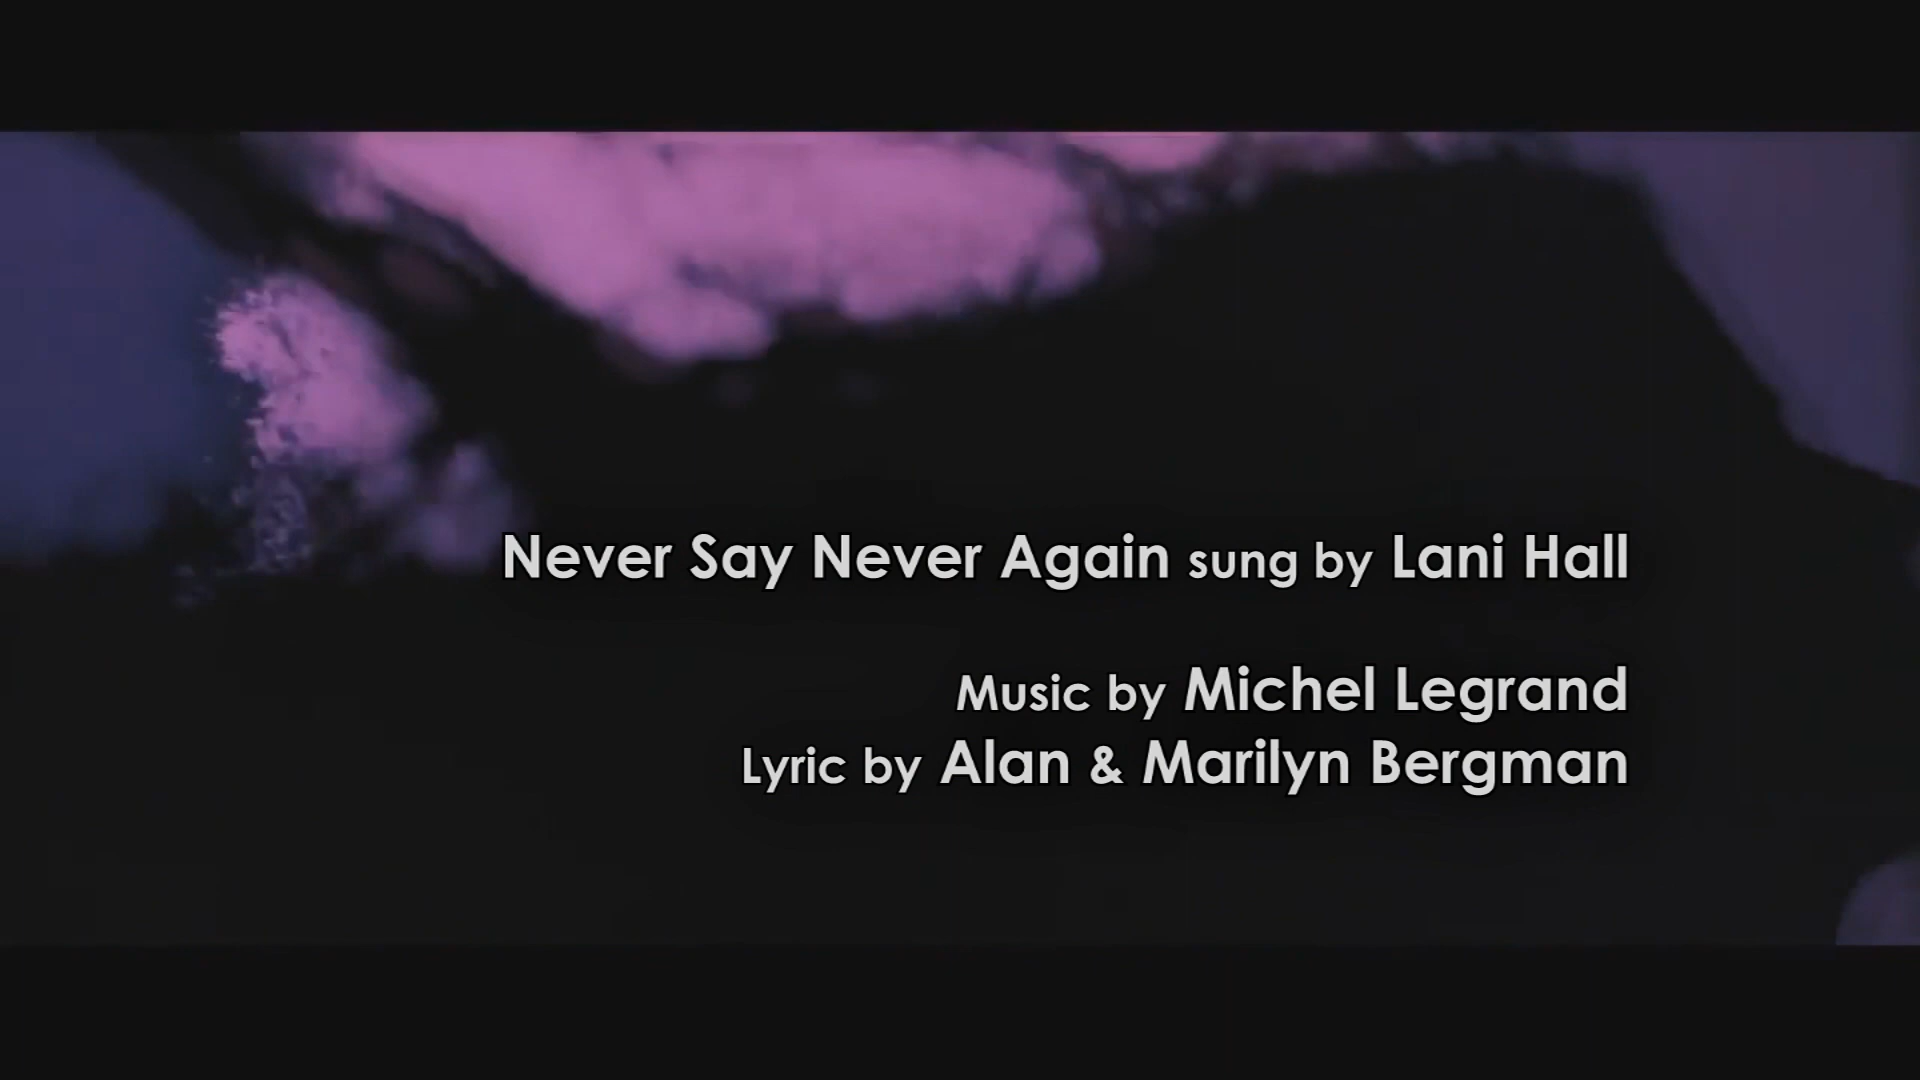 Never Say Never Again sung by Lani Hall
Music by Michel Legrand
Lyric by Alan & Marilyn Bergman